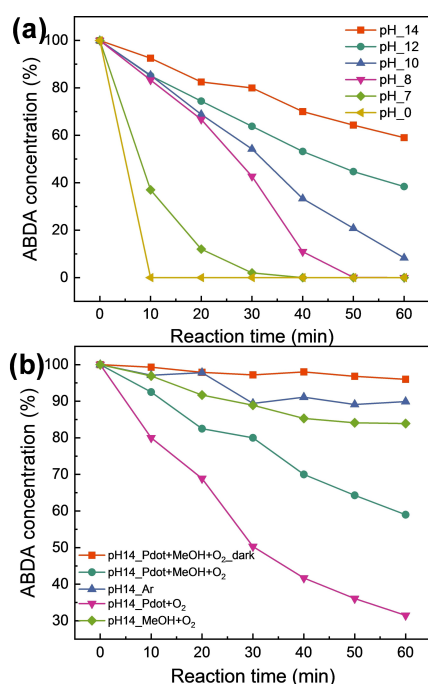 (a)
pH_14
pH_12
pH_10
pH_8
pH_7
pH_0
ABDA concentration (%)
100
80
60
40
20
0
0 10 20 30 40 50 60
Reaction time (min)
(b)
ABDA concentration (%)
100
90
80
70
60
50
40
30
pH14_Pdot+MeOH+O₂_dark
pH14_Pdot+MeOH+O₂
pH14_Ar
pH14_Pdot+O₂
pH14_MeOH+O₂
0 10 20 30 40 50 60
Reaction time (min)